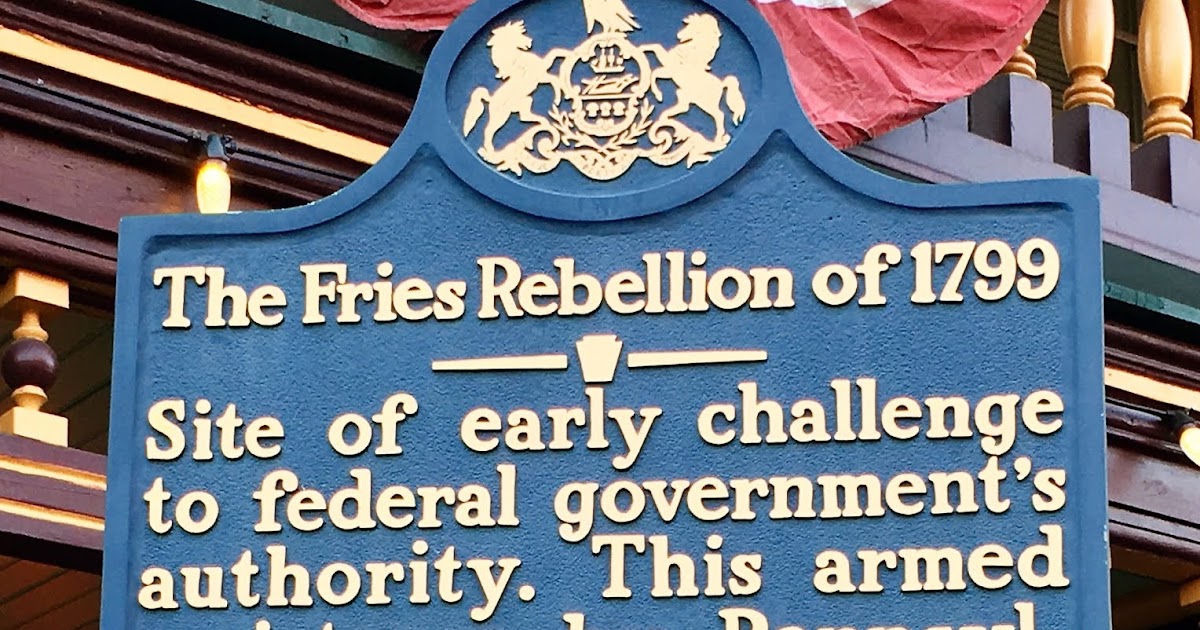 The Fries Rebellion of 1799
Site of early challenge
to federal government's
authority. This armed